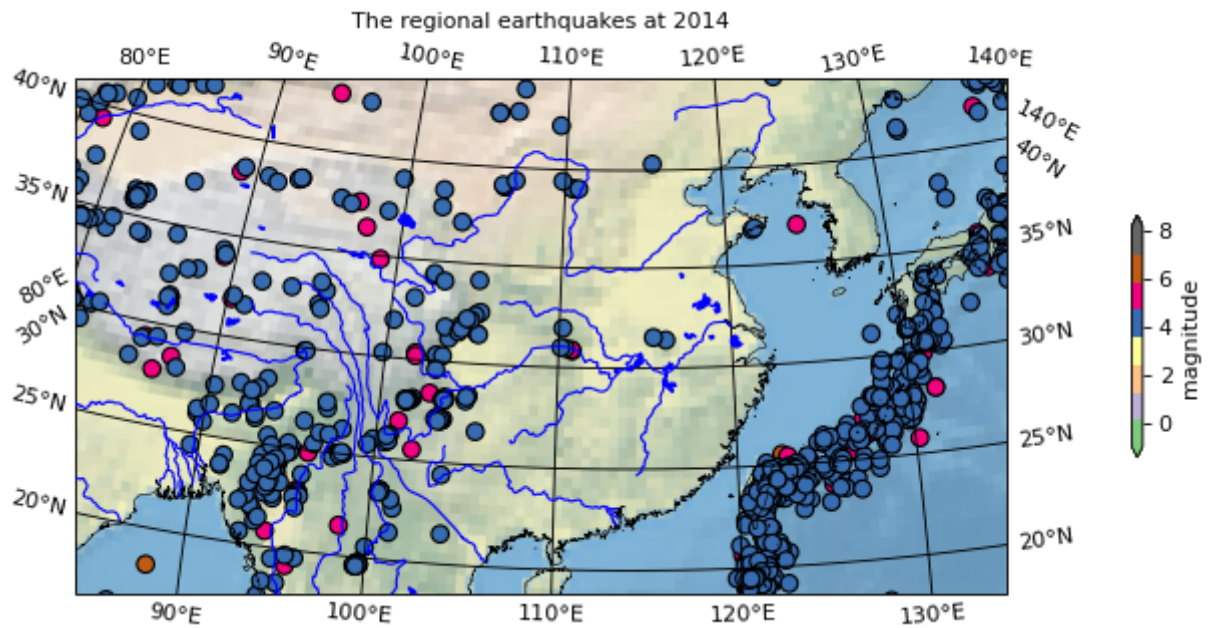 The regional earthquakes at 2014
80°E 90°E 100°E 110°E 120°E 130°E 140°E
40°N
35°N
80°E
30°N
25°N
20°N
140°E
40°N
35°N
30°N
25°N
20°N
90°E 100°E 110°E 120°E 130°E
8
6
4
2
0
magnitude